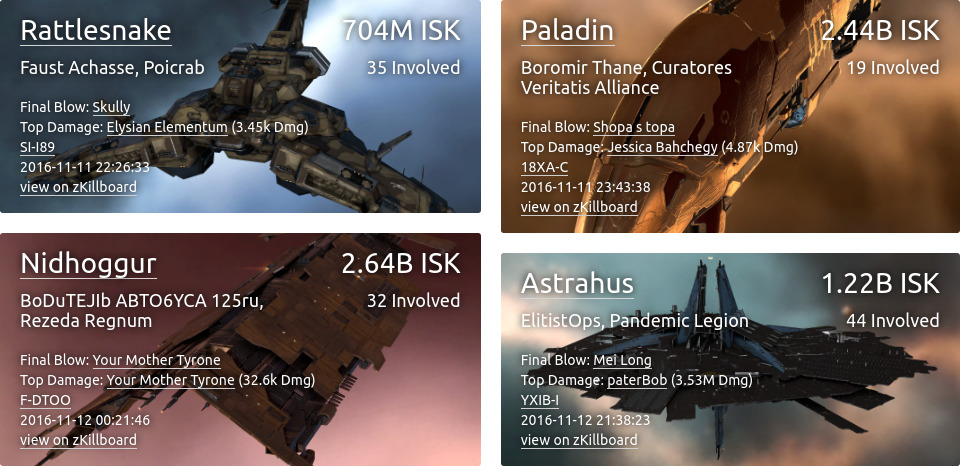 Rattlesnake 704M ISK
Faust Achasse, Poicrab 35 Involved
Final Blow: Skully
Top Damage: Elysian Elementum (3.45k Dmg)
SI-I89
2016-11-11 22:26:33
view on zKillboard
Paladin 2.44B ISK
Boromir Thane, Curatores 19 Involved
Veritatis Alliance
Final Blow: Shopa s topa
Top Damage: Jessica Bahchegy (4.87k Dmg)
18XA-C
2016-11-11 23:43:38
view on zKillboard
Nidhoggur 2.64B ISK
BoDuTEJIb ABTO6YCA 125ru, 32 Involved
Rezeda Regnum
Final Blow: Your Mother Tyrone
Top Damage: Your Mother Tyrone (32.6k Dmg)
F-DTOO
2016-11-12 00:21:46
view on zKillboard
Astrahus 1.22B ISK
ElitistOps, Pandemic Legion 44 Involved
Final Blow: Mei Long
Top Damage: paterBob (3.53M Dmg)
YXIB-I
2016-11-12 21:38:23
view on zKillboard